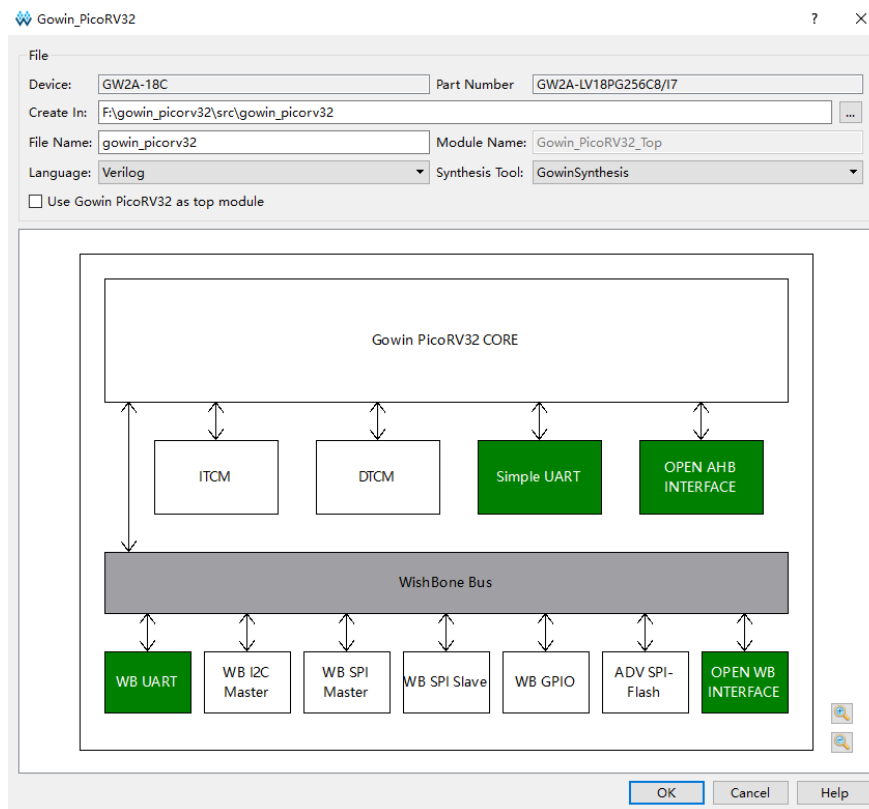 Gowin_PicoRV32
?
File
Device: GW2A-18C Part Number GW2A-LV18PG256C8/I7
Create In: F:\gowin_picorv32\src\gowin_picorv32 ...
File Name: gowin_picorv32 Module Name: Gowin_PicoRV32_Top
Language: Verilog Synthesis Tool: GowinSynthesis
Use Gowin PicoRV32 as top module
Gowin PicoRV32 CORE
ITCM
DTCM
Simple UART
OPEN AHB
INTERFACE
WishBone Bus
WB UART
WB I2C
Master
WB SPI
Master
WB SPI Slave
WB GPIO
ADV SPI-
Flash
OPEN WB
INTERFACE
OK Cancel Help